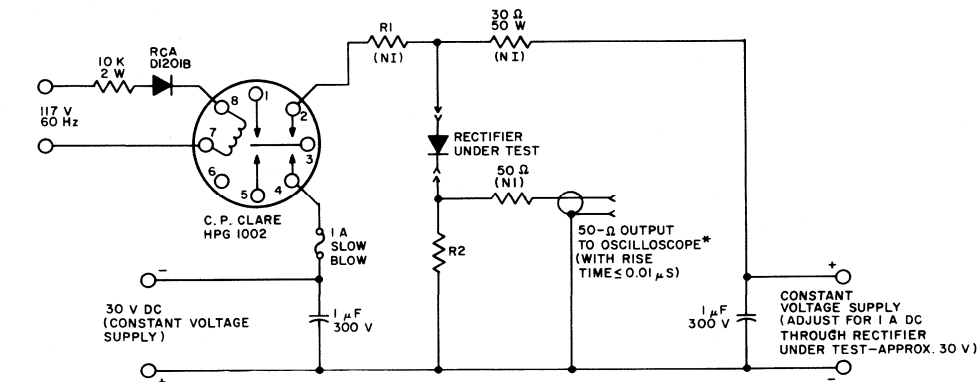 R1
(NI)
30 Ω
50 W
(NI)
10 K
2 W
RCA
D1201B
117 V
60 Hz
8
1
2
7
3
6
5
4
C. P. CLARE
HPG 1002
1 A
SLOW
BLOW
RECTIFIER
UNDER TEST
50 Ω
(NI)
R2
50-Ω OUTPUT
TO OSCILLOSCOPE*
(WITH RISE
TIME≤0.01 μS)
−
30 V DC
(CONSTANT VOLTAGE
SUPPLY)
+
1 μF
300 V
1 μF
300 V
+
CONSTANT
VOLTAGE SUPPLY
(ADJUST FOR 1 A DC
THROUGH RECTIFIER
UNDER TEST-APPROX. 30 V)
−